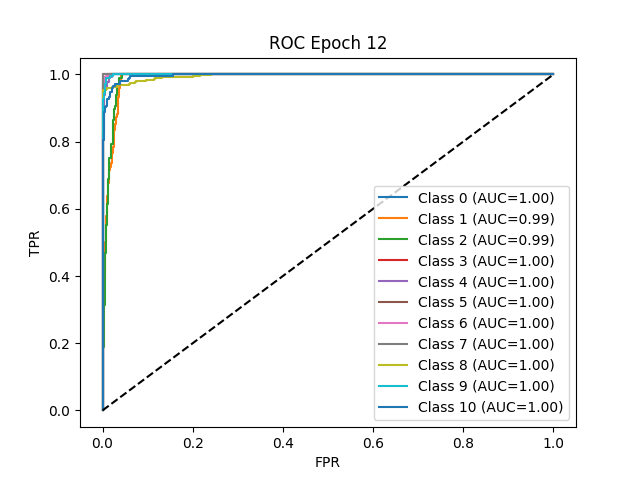 ROC Epoch 12
1.0
0.8
0.6
0.4
0.2
0.0
TPR
Class 0 (AUC=1.00)
Class 1 (AUC=0.99)
Class 2 (AUC=0.99)
Class 3 (AUC=1.00)
Class 4 (AUC=1.00)
Class 5 (AUC=1.00)
Class 6 (AUC=1.00)
Class 7 (AUC=1.00)
Class 8 (AUC=1.00)
Class 9 (AUC=1.00)
Class 10 (AUC=1.00)
0.0 0.2 0.4 0.6 0.8 1.0
FPR